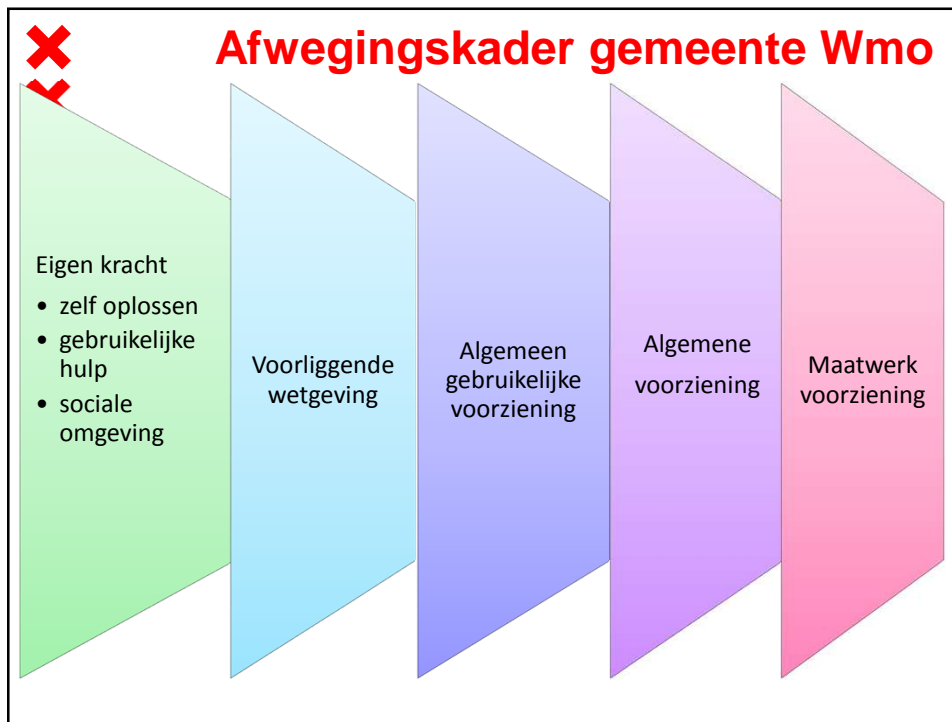 Afwegingskader gemeente Wmo
Eigen kracht
• zelf oplossen
• gebruikelijke
hulp
• sociale
omgeving
Voorliggende
wetgeving
Algemeen
gebruikelijke
voorziening
Algemene
voorziening
Maatwerk
voorziening